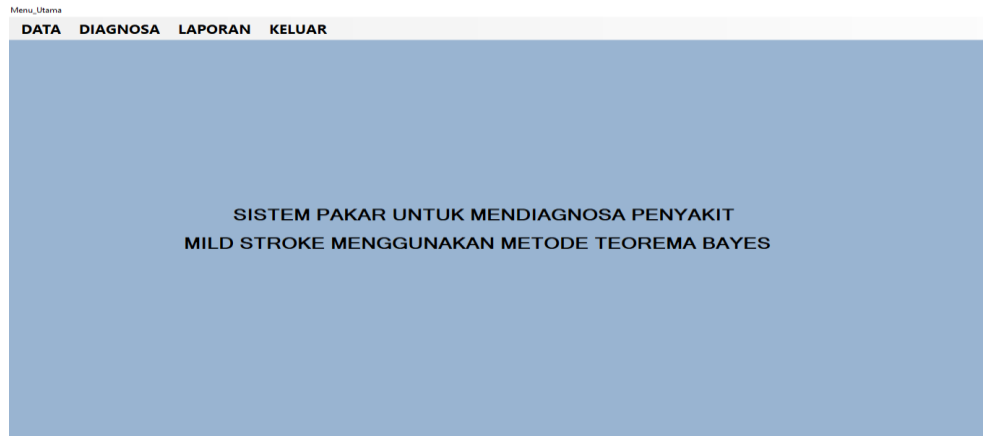 Menu_Utama
DATA DIAGNOSA LAPORAN KELUAR
SISTEM PAKAR UNTUK MENDIAGNOSA PENYAKIT
MILD STROKE MENGGUNAKAN METODE TEOREMA BAYES